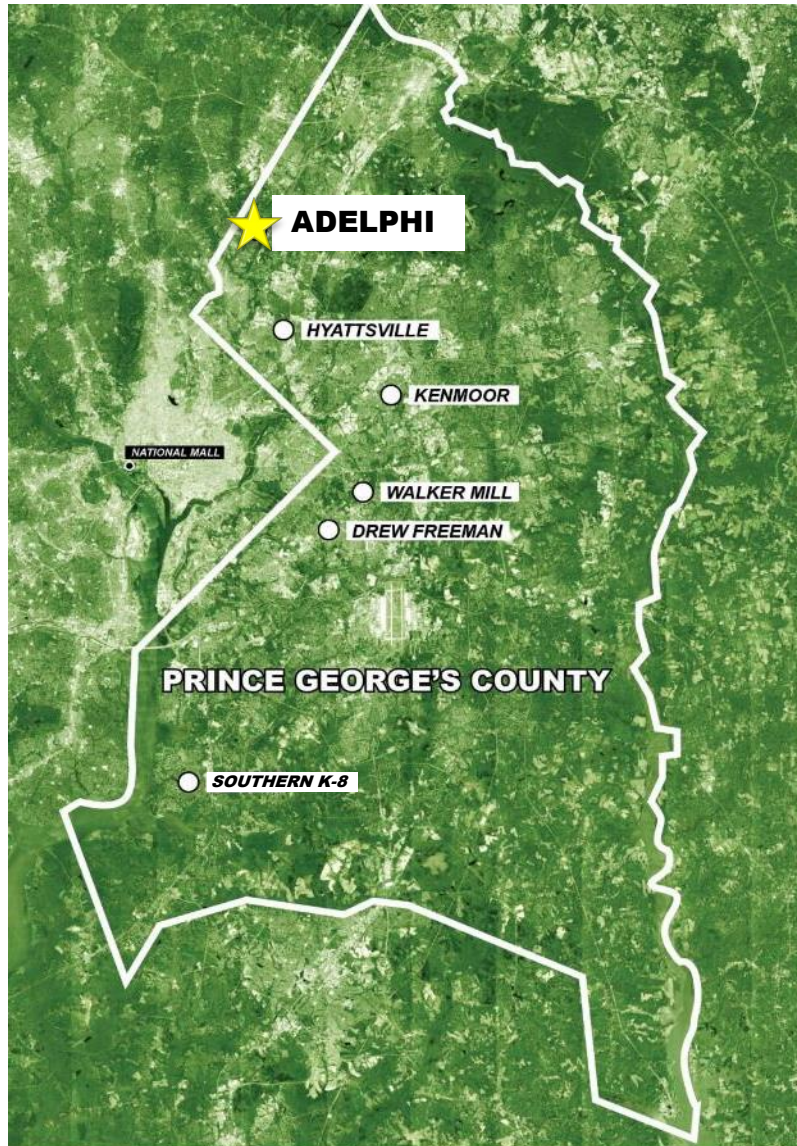 ADELPHI
HYATTSVILLE
KENMOOR
NATIONAL MALL
WALKER MILL
DREW FREEMAN
PRINCE GEORGE'S COUNTY
SOUTHERN K-8